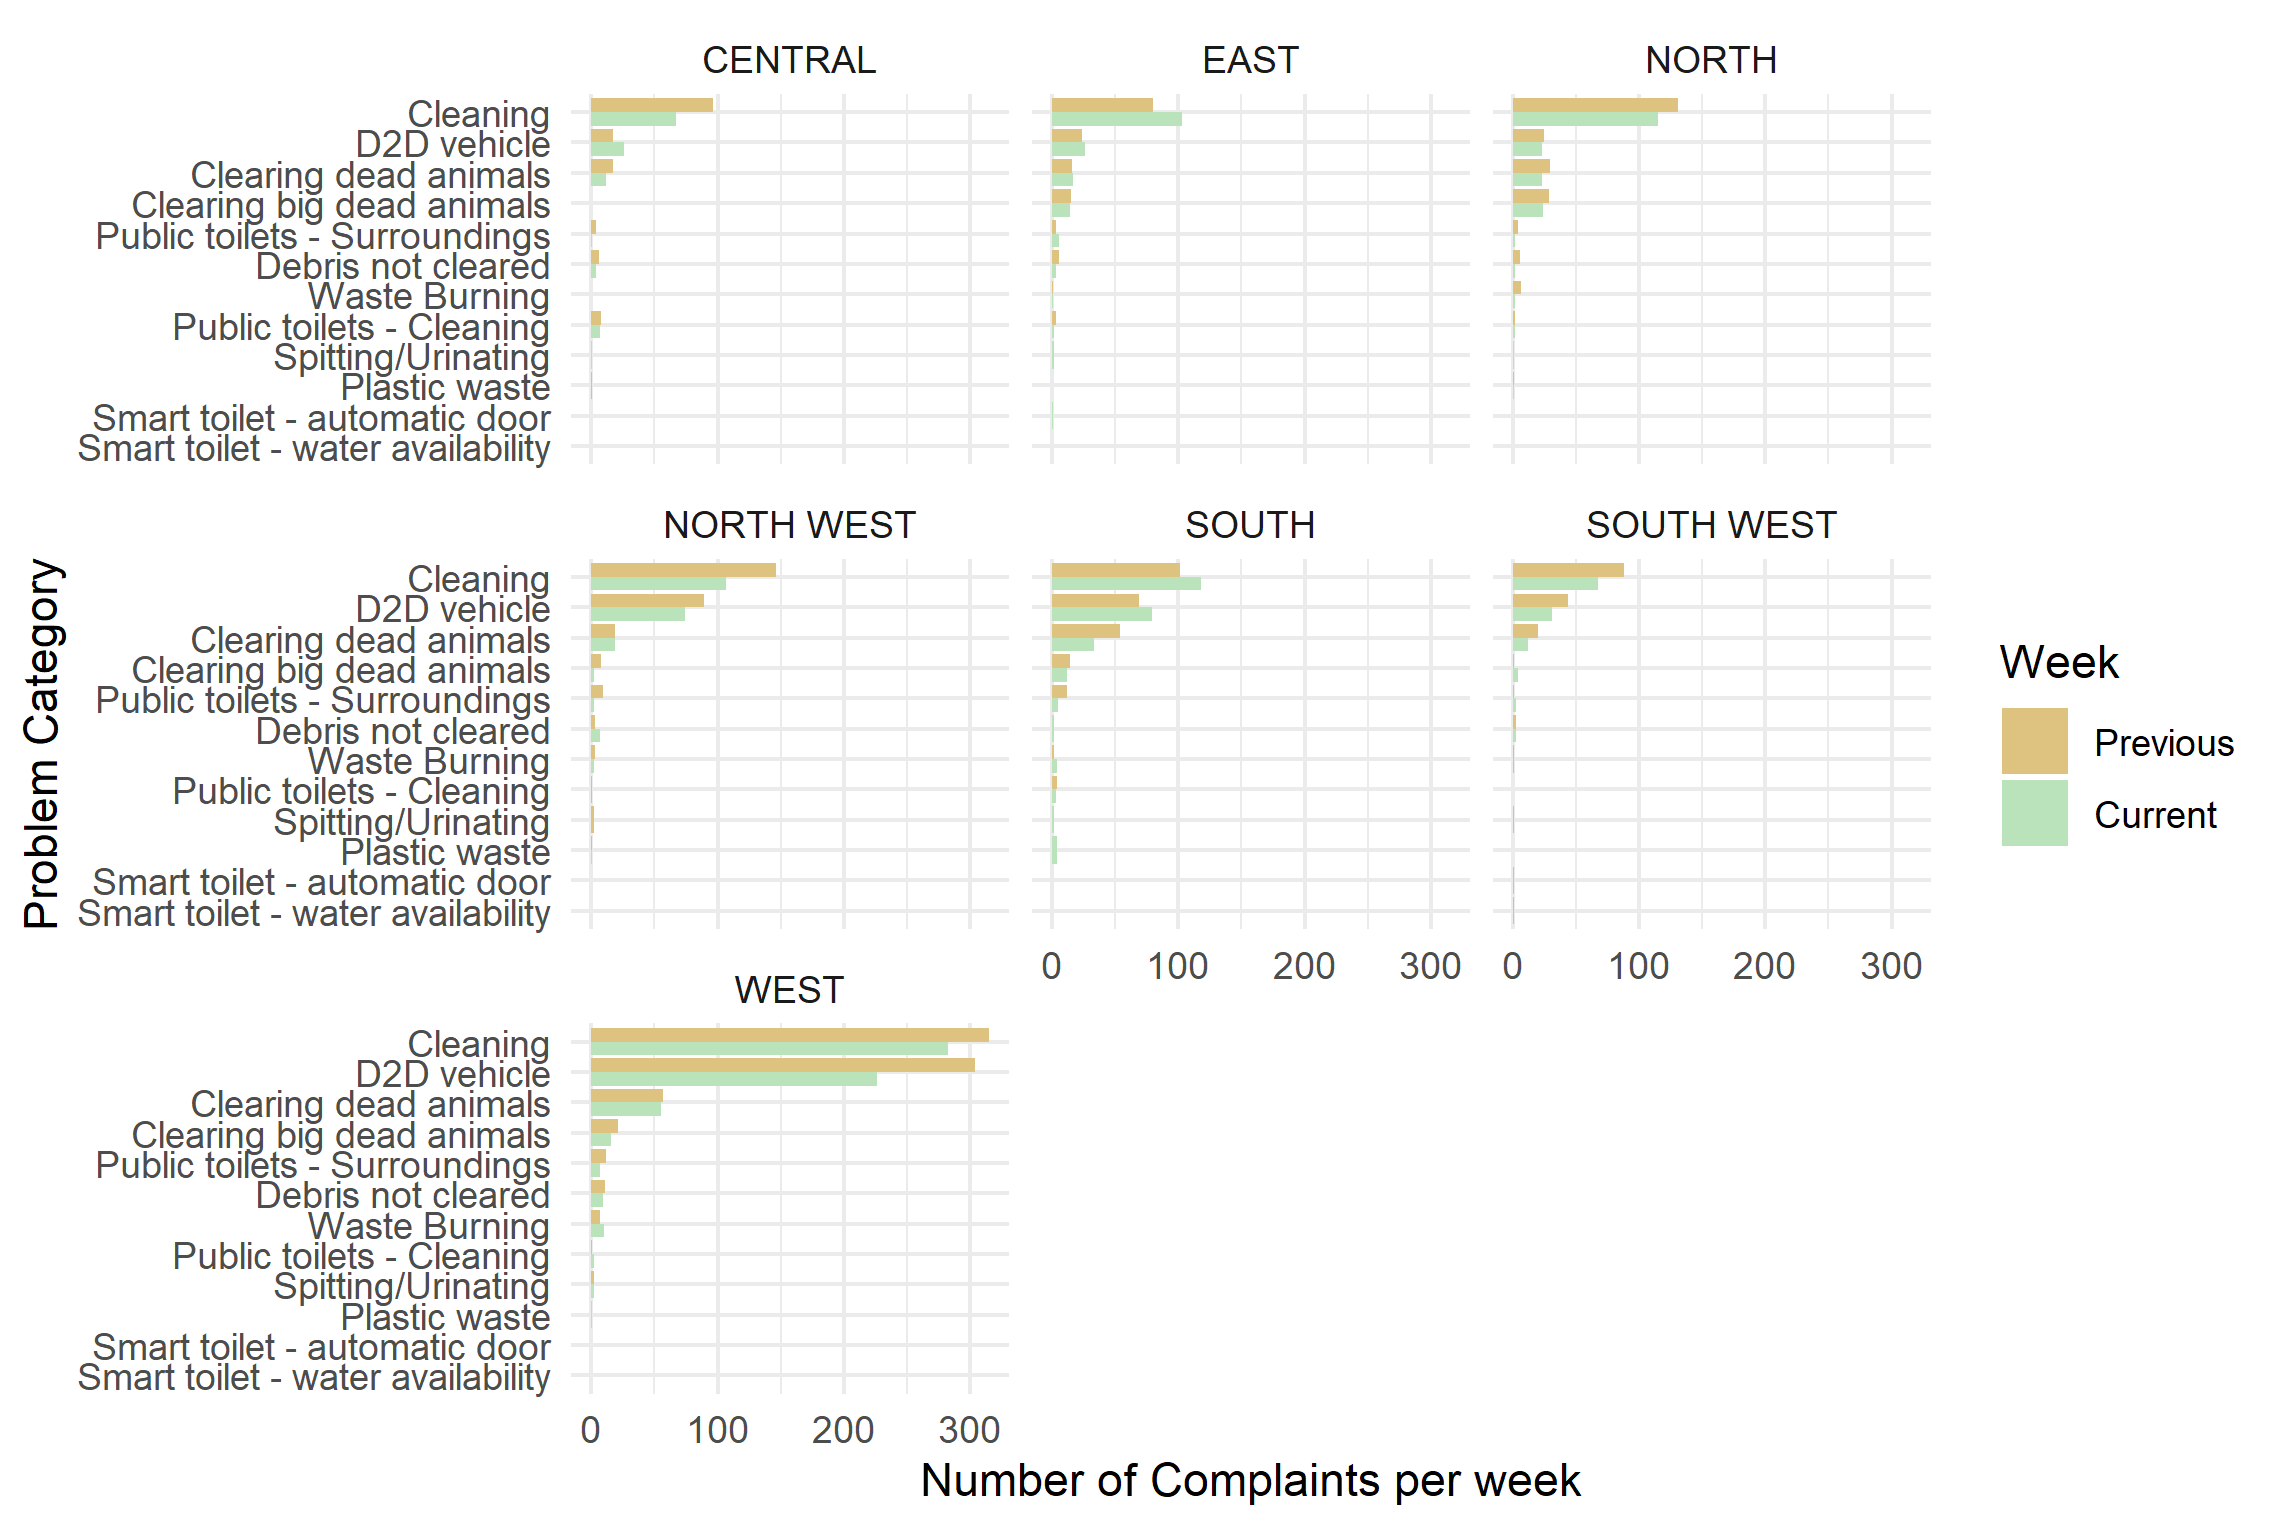 CENTRAL
EAST
NORTH
Cleaning
D2D vehicle
Clearing dead animals
Clearing big dead animals
Public toilets - Surroundings
Debris not cleared
Waste Burning
Public toilets - Cleaning
Spitting/Urinating
Plastic waste
Smart toilet - automatic door
Smart toilet - water availability
NORTH WEST
SOUTH
SOUTH WEST
Cleaning
D2D vehicle
Clearing dead animals
Clearing big dead animals
Public toilets - Surroundings
Debris not cleared
Waste Burning
Public toilets - Cleaning
Spitting/Urinating
Plastic waste
Smart toilet - automatic door
Smart toilet - water availability
0 100 200 300
0 100 200 300
WEST
Cleaning
D2D vehicle
Clearing dead animals
Clearing big dead animals
Public toilets - Surroundings
Debris not cleared
Waste Burning
Public toilets - Cleaning
Spitting/Urinating
Plastic waste
Smart toilet - automatic door
Smart toilet - water availability
0 100 200 300
Number of Complaints per week
Problem Category
Week
Previous
Current